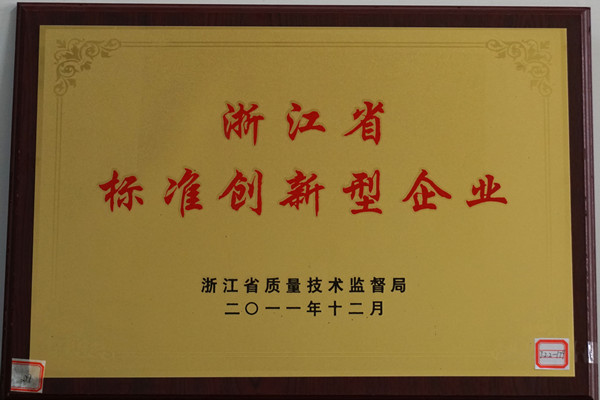 浙江省
标准创新型企业
浙江省质量技术监督局
二〇一一年十二月